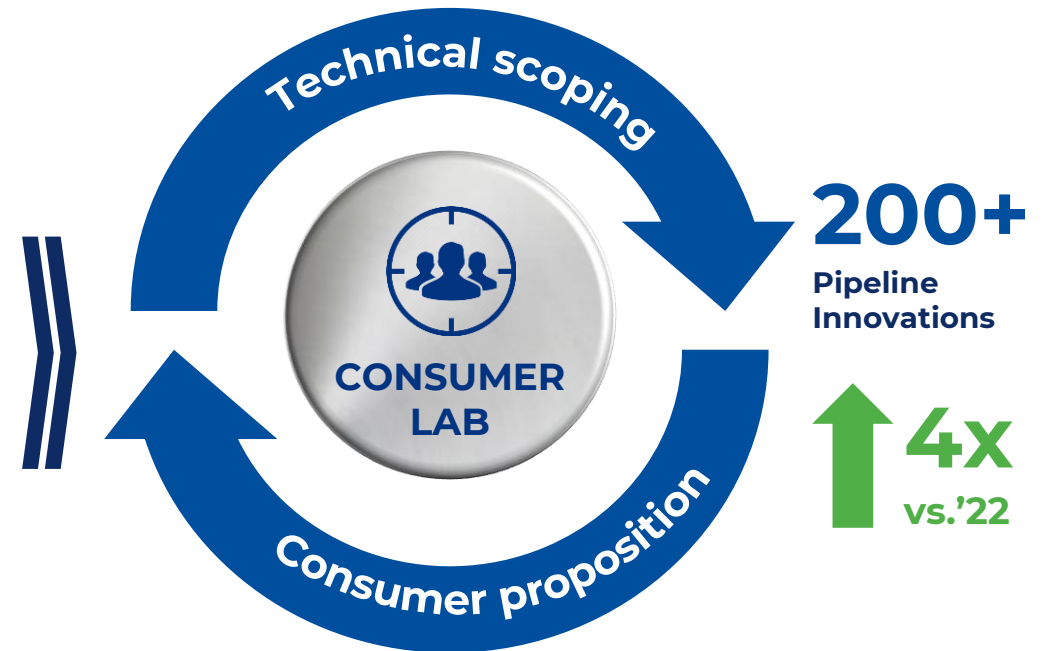 Technical scoping
CONSUMER
LAB
Consumer proposition
200+
Pipeline
Innovations
4x
vs.’22